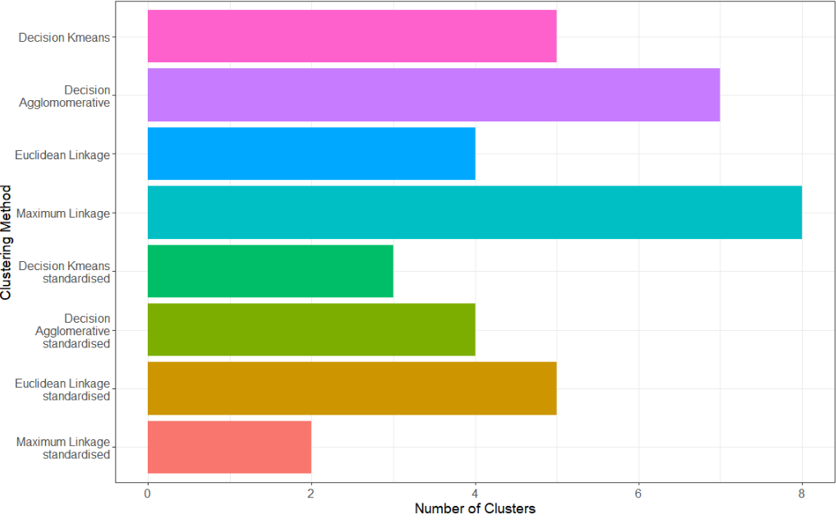 Decision Kmeans
Decision
Agglomomerative
Euclidean Linkage
Maximum Linkage
Decision Kmeans
standardised
Decision
Agglomerative
standardised
Euclidean Linkage
standardised
Maximum Linkage
standardised
Clustering Method
0 2 4 6 8
Number of Clusters